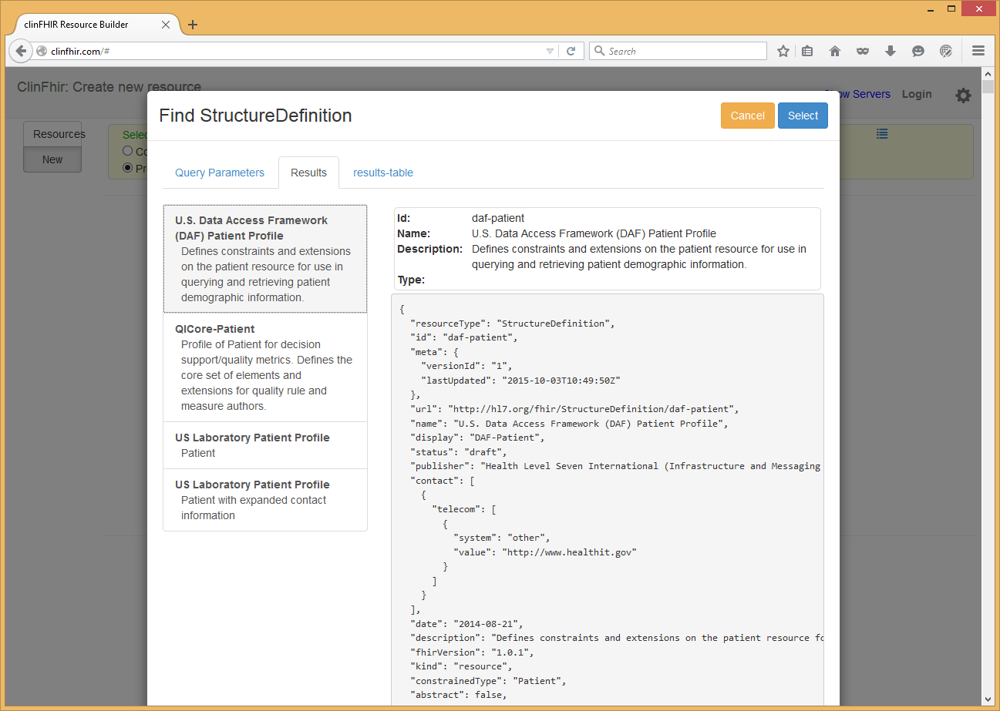 clinFHIR Resource Builder
clinfhir.com/#
Search
ClinFhir: Create new resource
Servers
Login
Resources
New
Find StructureDefinition
Cancel
Select
Query Parameters
Results
results-table
U.S. Data Access Framework
(DAF) Patient Profile
Defines constraints and extensions
on the patient resource for use in
querying and retrieving patient
demographic information.
QICore-Patient
Profile of Patient for decision
support/quality metrics. Defines the
core set of elements and
extensions for quality rule and
measure authors.
US Laboratory Patient Profile
Patient
US Laboratory Patient Profile
Patient with expanded contact
information
Id: daf-patient
Name: U.S. Data Access Framework (DAF) Patient Profile
Description: Defines constraints and extensions on the patient resource for use in
querying and retrieving patient demographic information.
Type:
{
"resourceType": "StructureDefinition",
"id": "daf-patient",
"meta": {
"versionId": "1",
"lastUpdated": "2015-10-03T10:49:50Z"
},
"url": "http://hl7.org/fhir/StructureDefinition/daf-patient",
"name": "U.S. Data Access Framework (DAF) Patient Profile",
"display": "DAF-Patient",
"status": "draft",
"publisher": "Health Level Seven International (Infrastructure and Messaging
"contact": [
{
"telecom": [
{
"system": "other",
"value": "http://www.healthit.gov"
}
]
}
],
"date": "2014-08-21",
"description": "Defines constraints and extensions on the patient resource fo
"fhirVersion": "1.0.1",
"kind": "resource",
"constrainedType": "Patient",
"abstract": false,